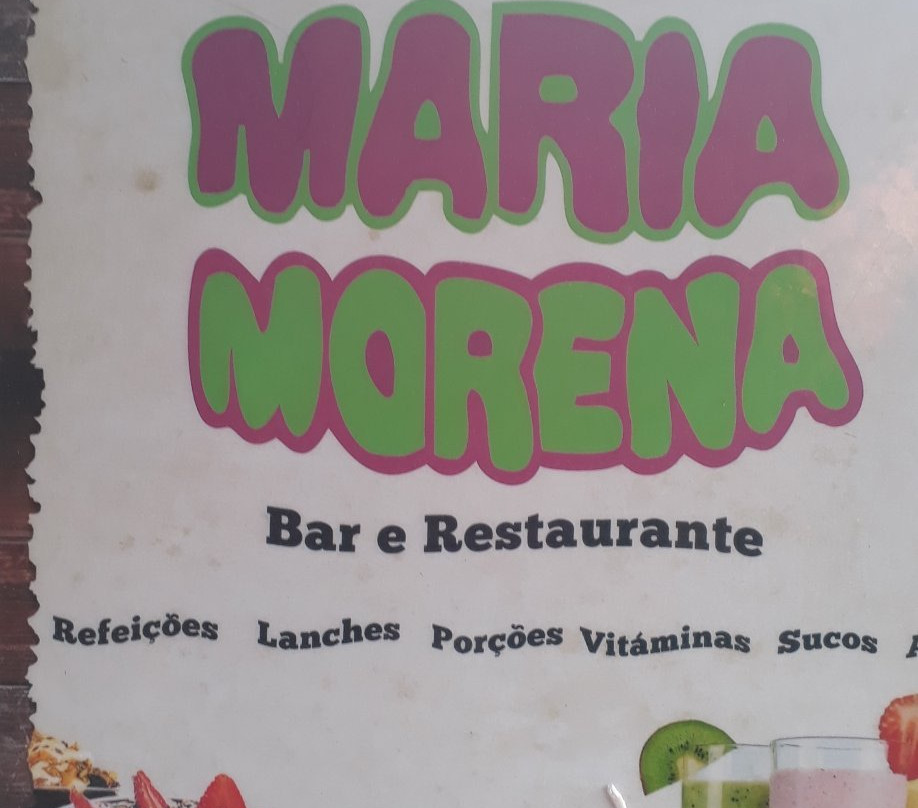 MARIA
MORENA
Bar e Restaurante
Refeições Lanches Porções Vitáminas Sucos